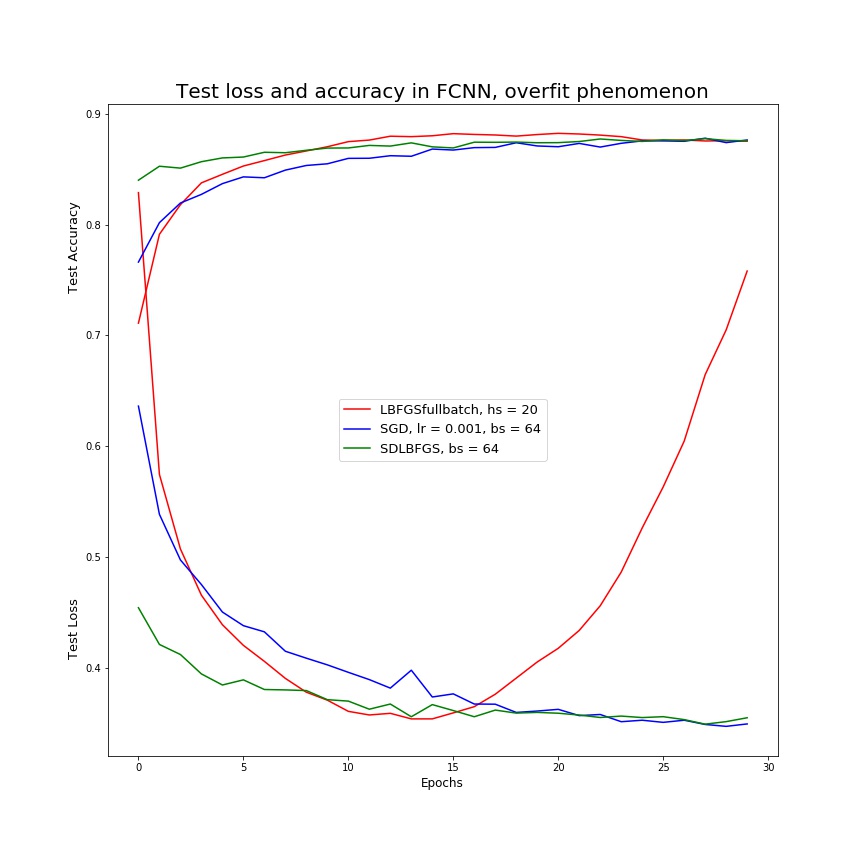 Test loss and accuracy in FCNN, overfit phenomenon
0.9
0.8
Test Accuracy
0.7
0.6
0.5
Test Loss
0.4
LBFGSfullbatch, hs = 20
SGD, lr = 0.001, bs = 64
SDLBFGS, bs = 64
0 5 10 15 20 25 30
Epochs